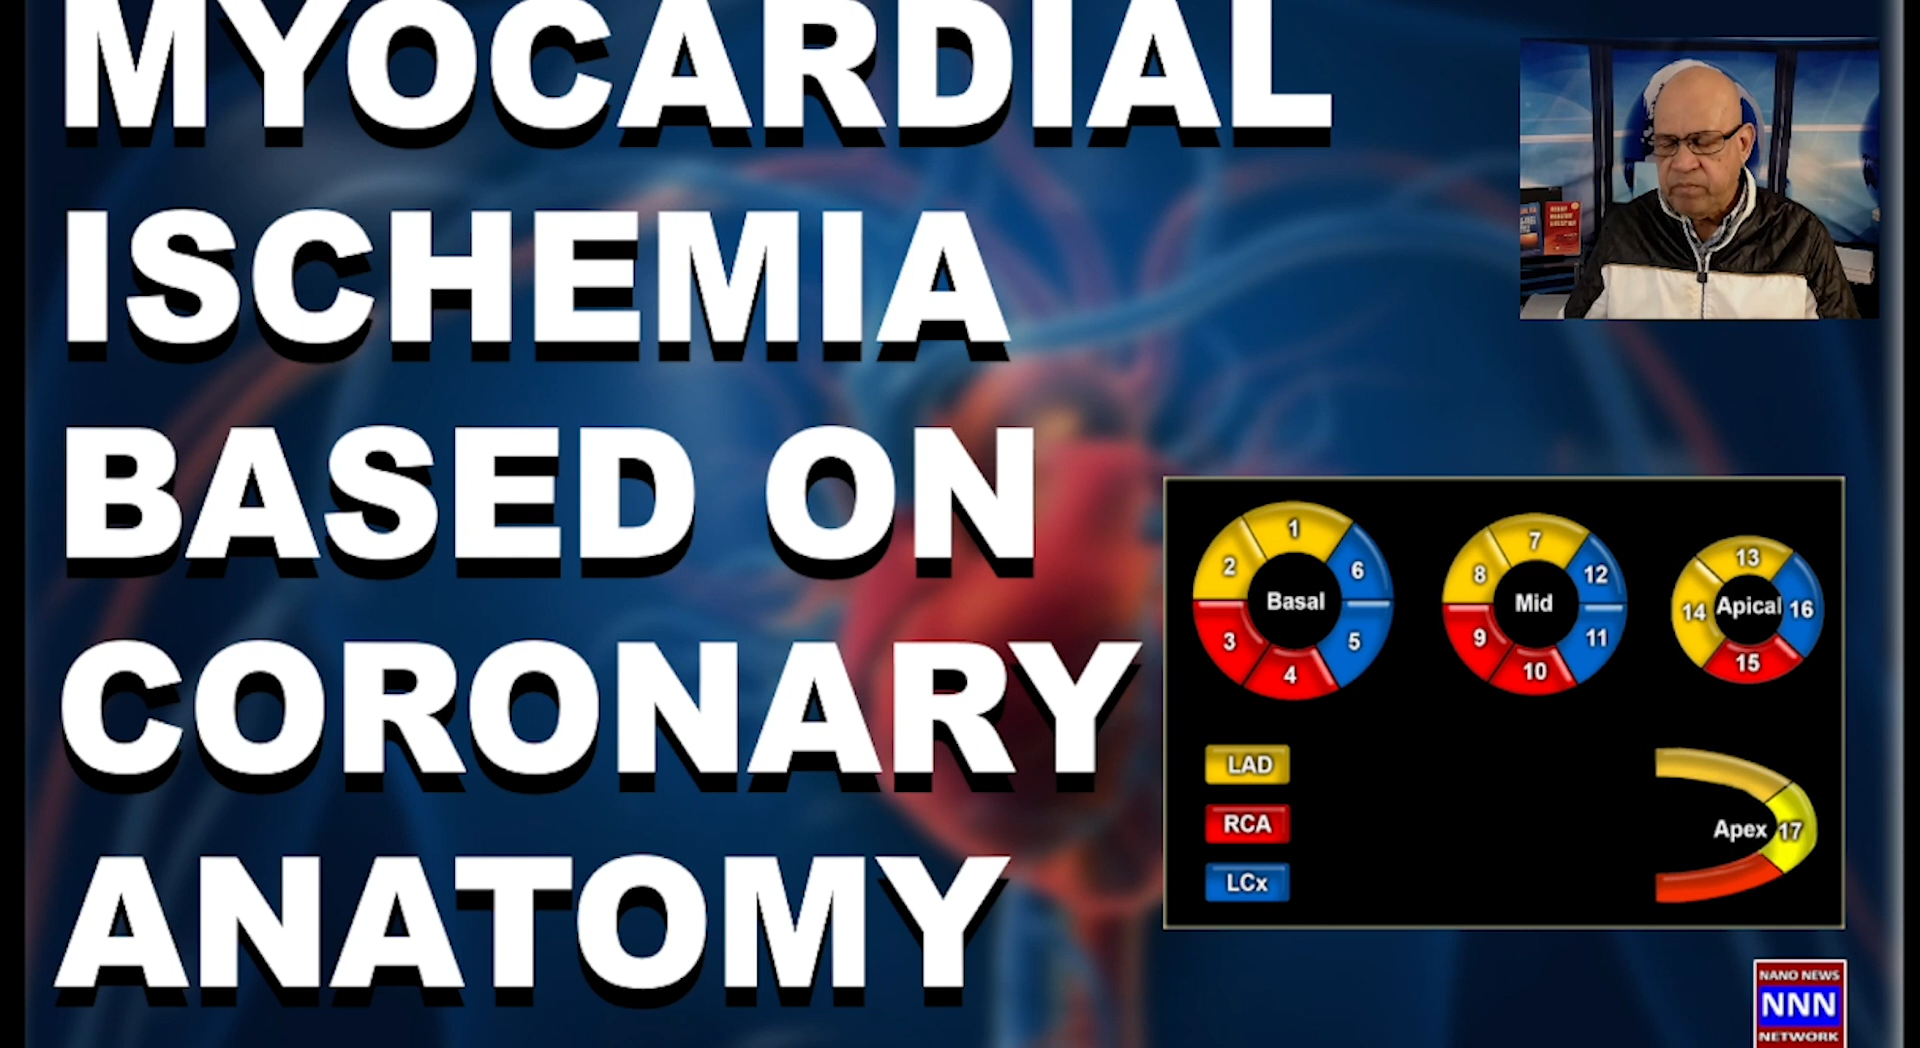 MYOCARDIAL
ISCHEMIA
BASED ON
CORONARY
ANATOMY
1
2
6
Basal
3
5
4
7
8
12
Mid
9
11
10
13
14
Apical
16
15
LAD
RCA
LCx
Apex
17
NANO NEWS
NNN
NETWORK